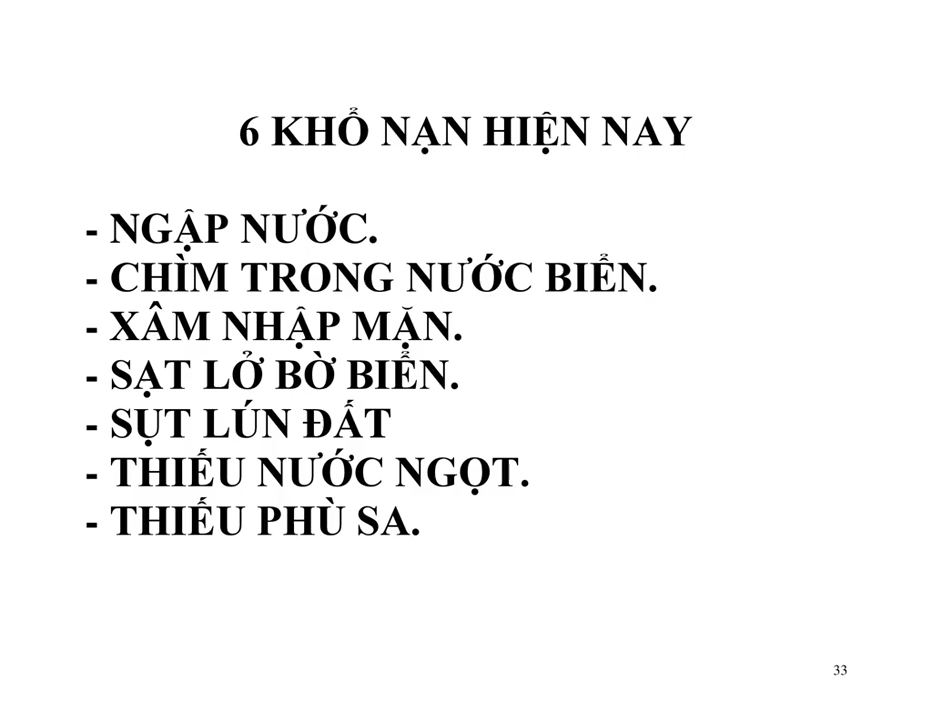 6 KHỔ NẠN HIỆN NAY
- NGẬP NƯỚC.
- CHÌM TRONG NƯỚC BIỂN.
- XÂM NHẬP MẶN.
- SẠT LỞ BỜ BIỂN.
- SỤT LÚN ĐẤT
- THIẾU NƯỚC NGỌT.
- THIẾU PHÙ SA.
33